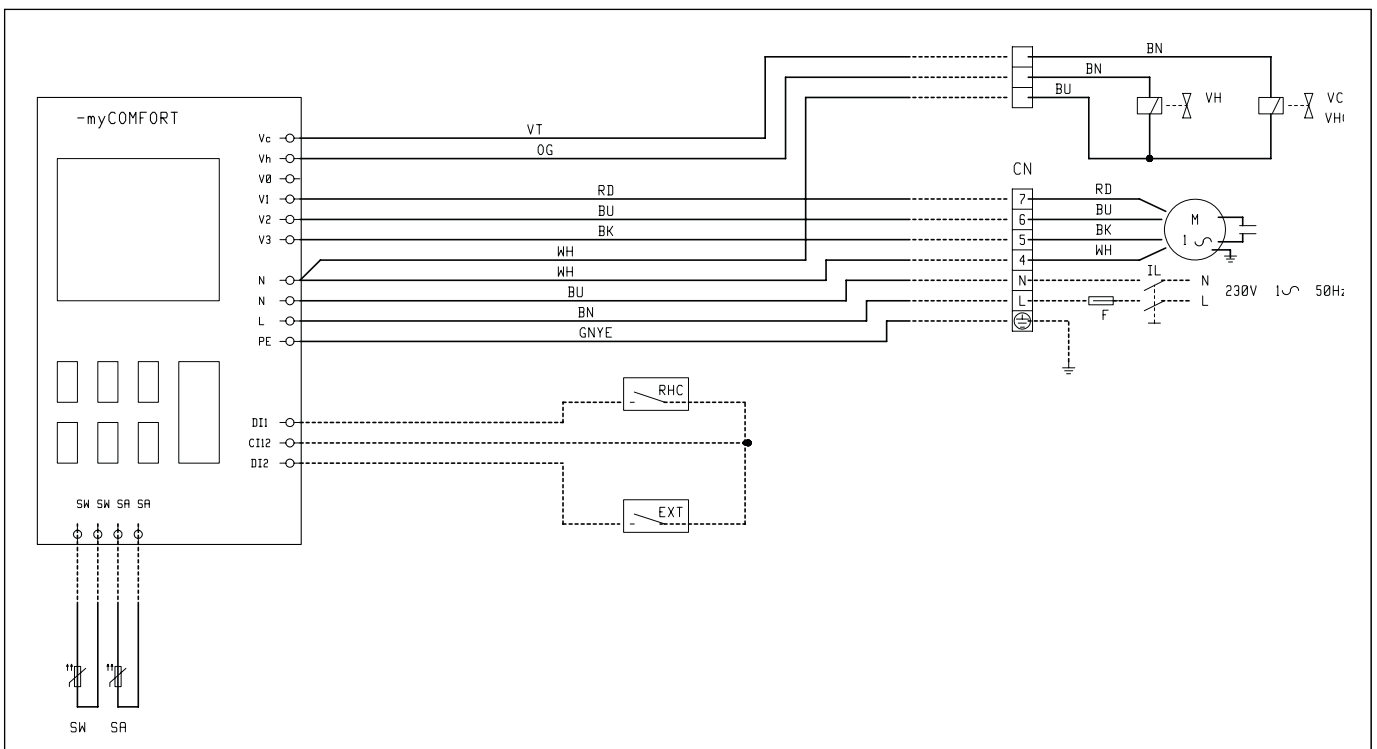 BN
BN
BU
VH
VC
VH
-myCOMFORT
Vc
VT
Vh
OG
V0
CN
V1
RD
7
RD
V2
BU
6
BU
M
1
V3
BK
5
BK
WH
4
WH
N
WH
N
IL
N
N
BU
230V 1 50Hz
L
BN
L
F
L
PE
GNYE
RHC
DI1
CI12
DI2
EXT
SW SW SA SA
SW SA